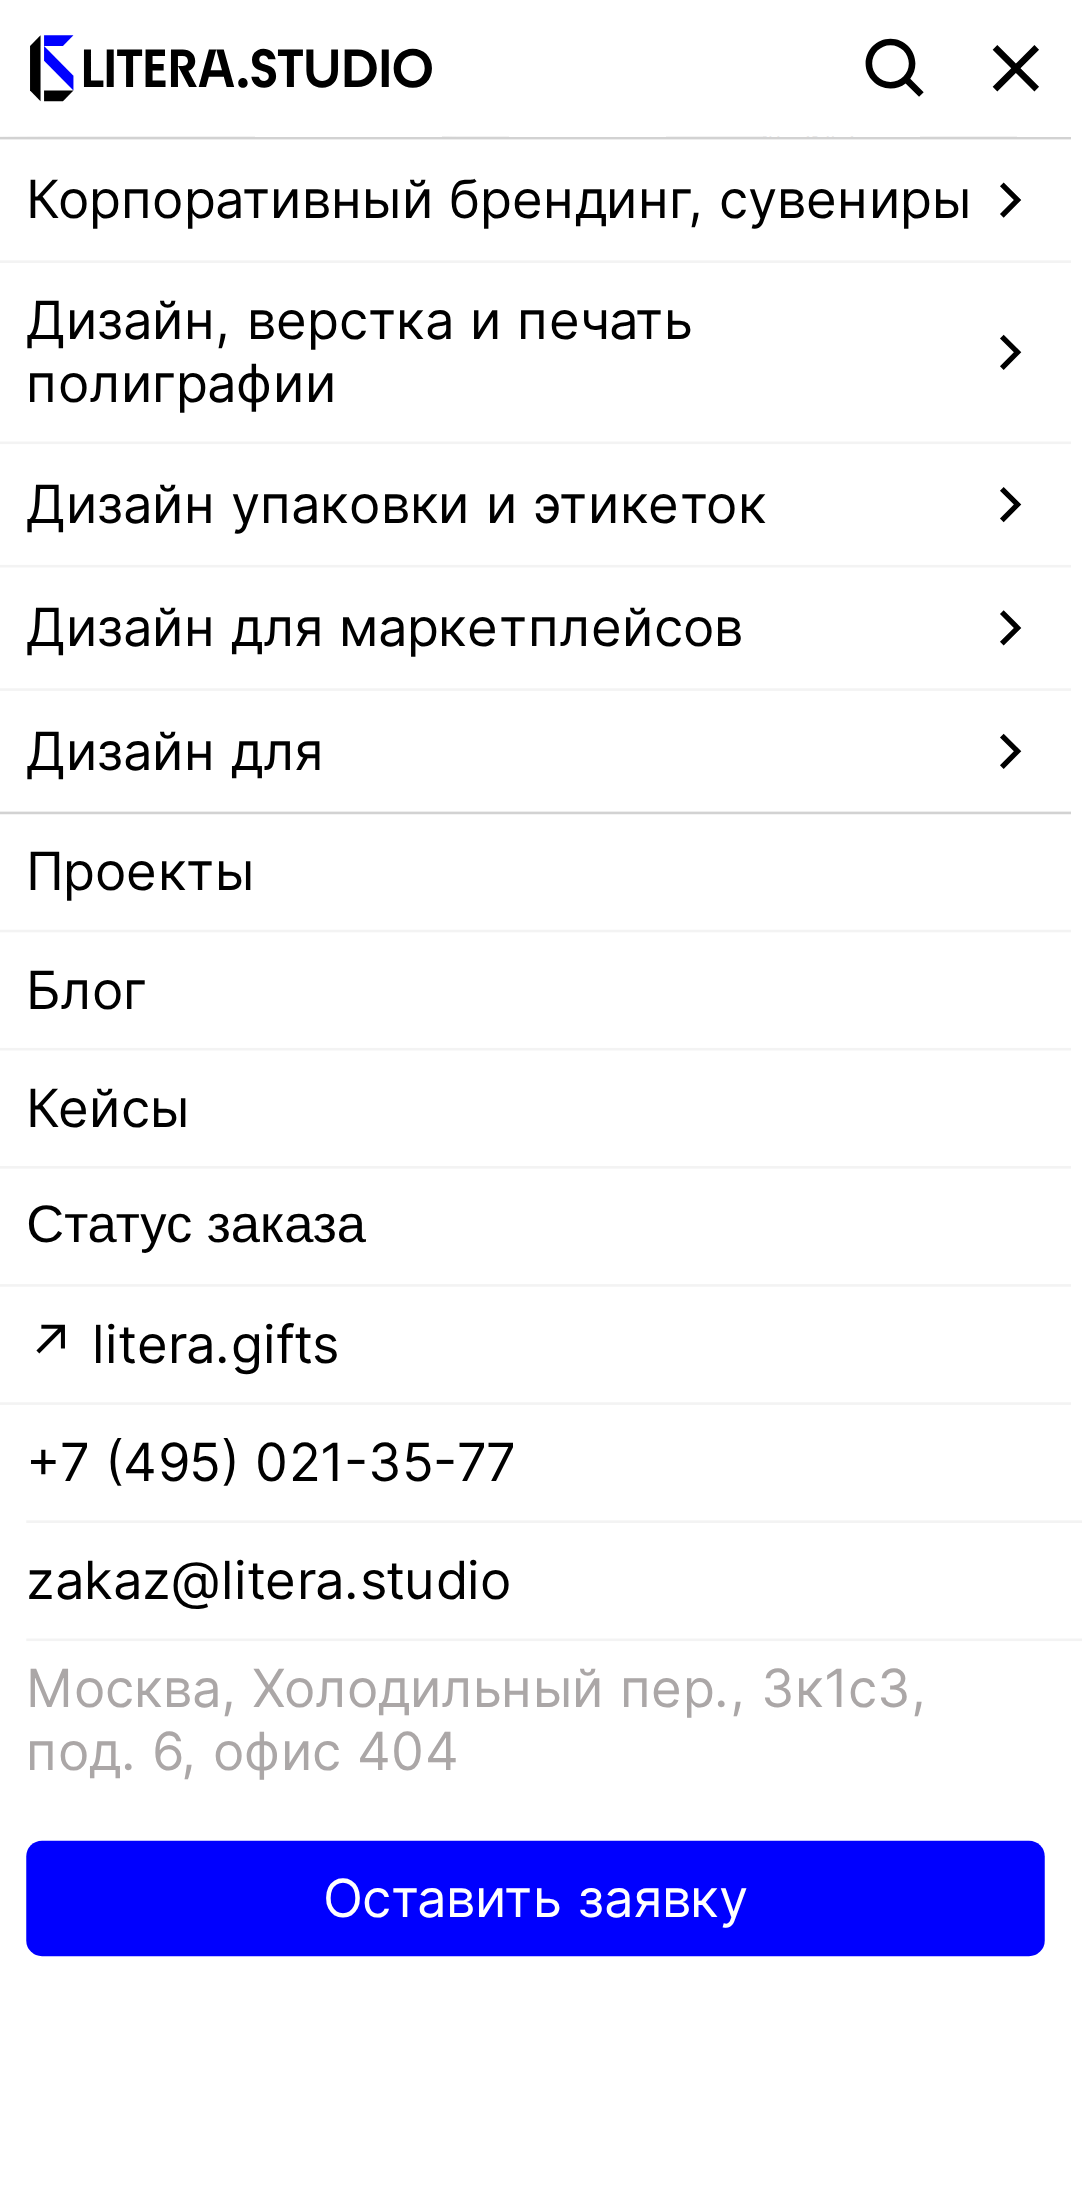 LITERA.STUDIO
Корпоративный брендинг, сувениры
Дизайн, верстка и печать
полиграфии
Дизайн упаковки и этикеток
Дизайн для маркетплейсов
Дизайн для
Проекты
Блог
Кейсы
Статус заказа
litera.gifts
+7 (495) 021-35-77
zakaz@litera.studio
Москва, Холодильный пер., 3к1с3,
под. 6, офис 404
Оставить заявку